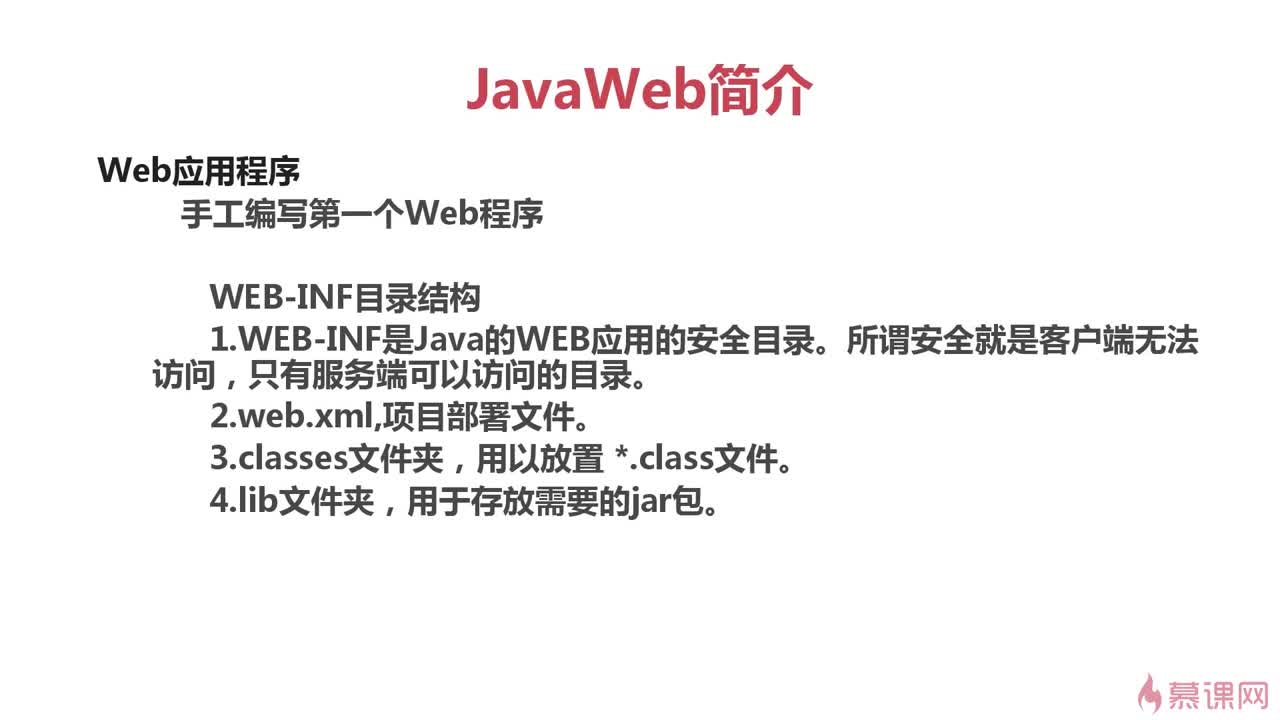 JavaWeb简介
Web应用程序
手工编写第一个Web程序
WEB-INF目录结构
1.WEB-INF是Java的WEB应用的安全目录。所谓安全就是客户端无法
访问，只有服务端可以访问的目录。
2.web.xml,项目部署文件。
3.classes文件夹，用以放置 *.class文件。
4.lib文件夹，用于存放需要的jar包。
慕课网